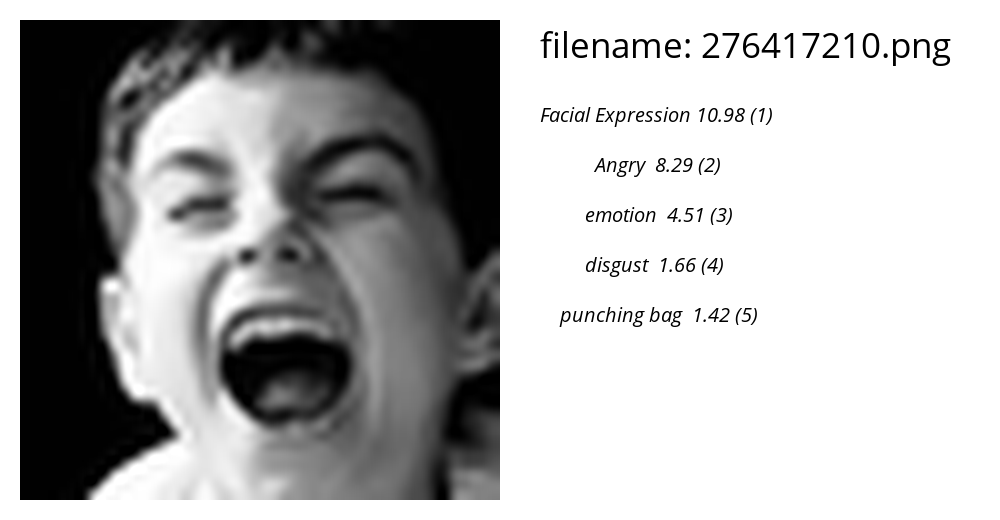 filename: 276417210.png
Facial Expression 10.98 (1)
Angry 8.29 (2)
emotion 4.51 (3)
disgust 1.66 (4)
punching bag 1.42 (5)